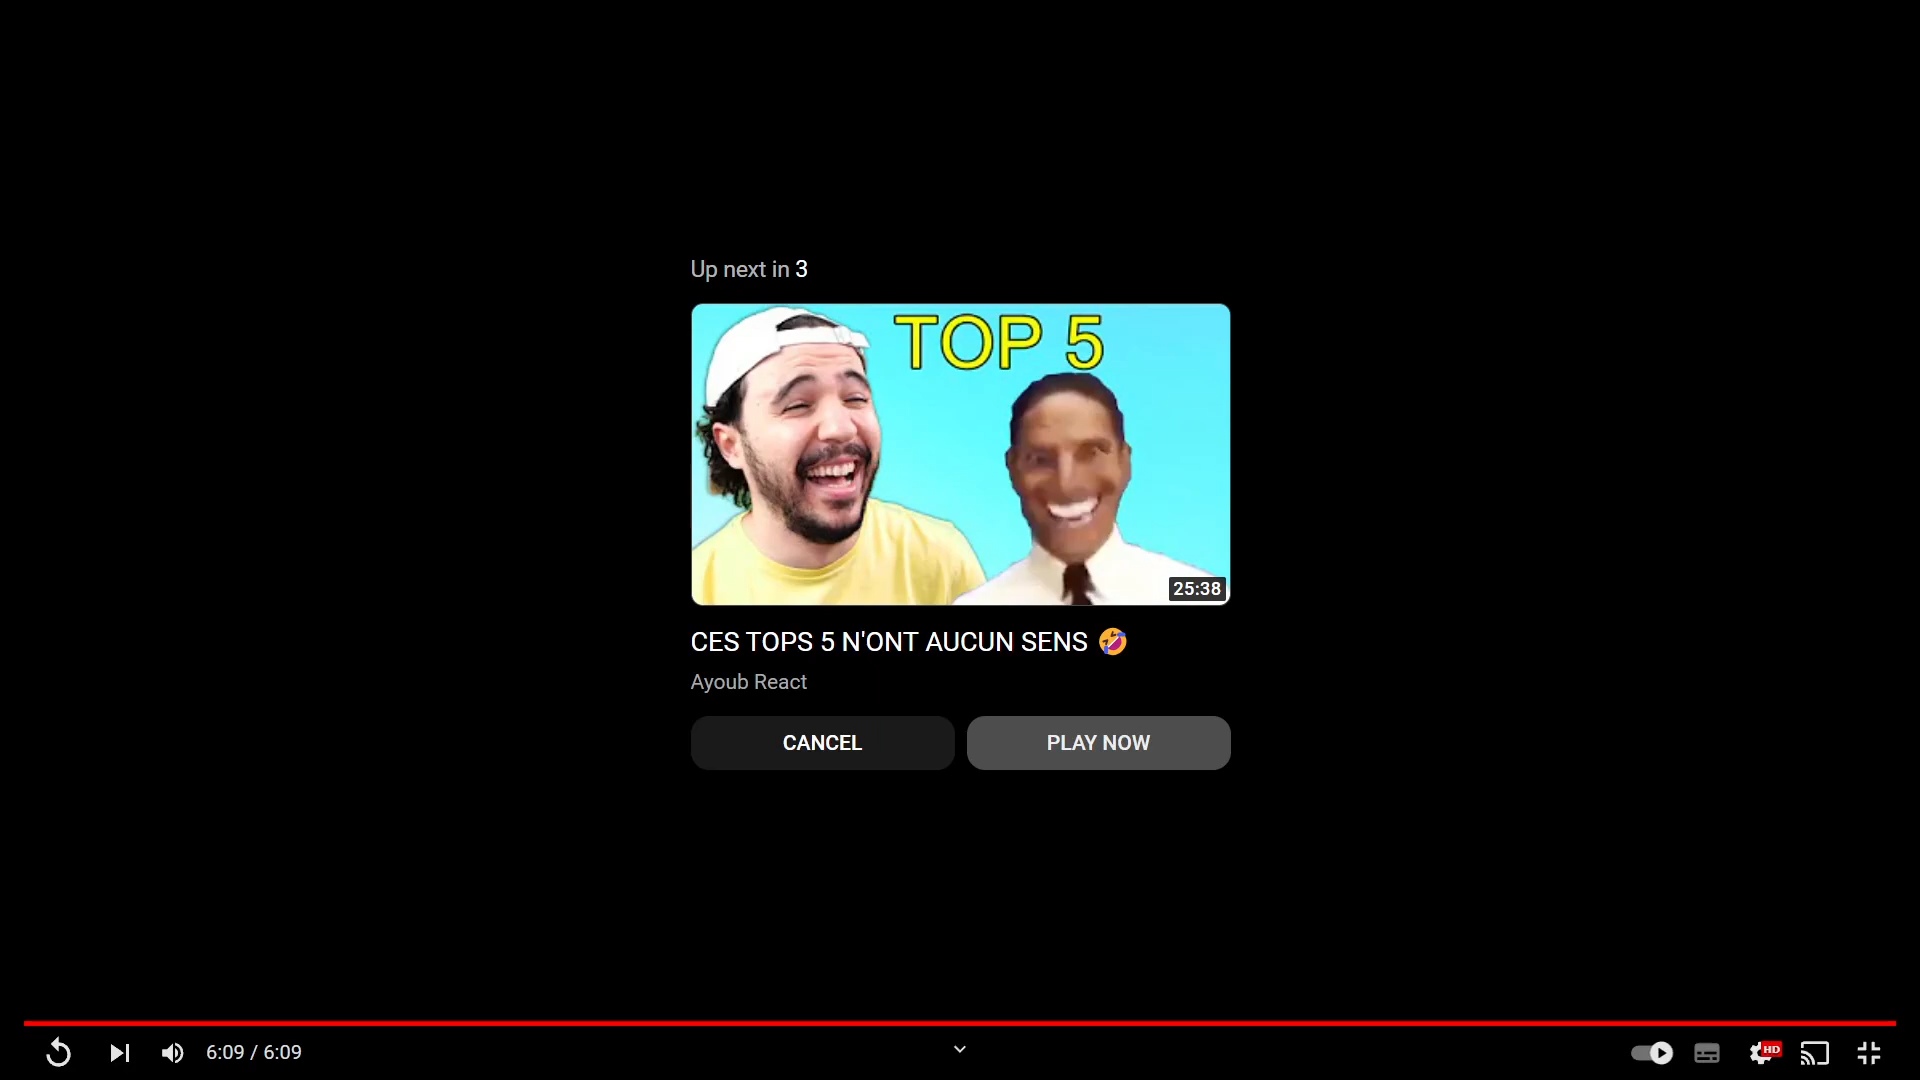 Up next in 3
TOP 5
25:38
CES TOPS 5 N'ONT AUCUN SENS 🤣
Ayoub React
CANCEL
PLAY NOW
6:09 / 6:09
HD